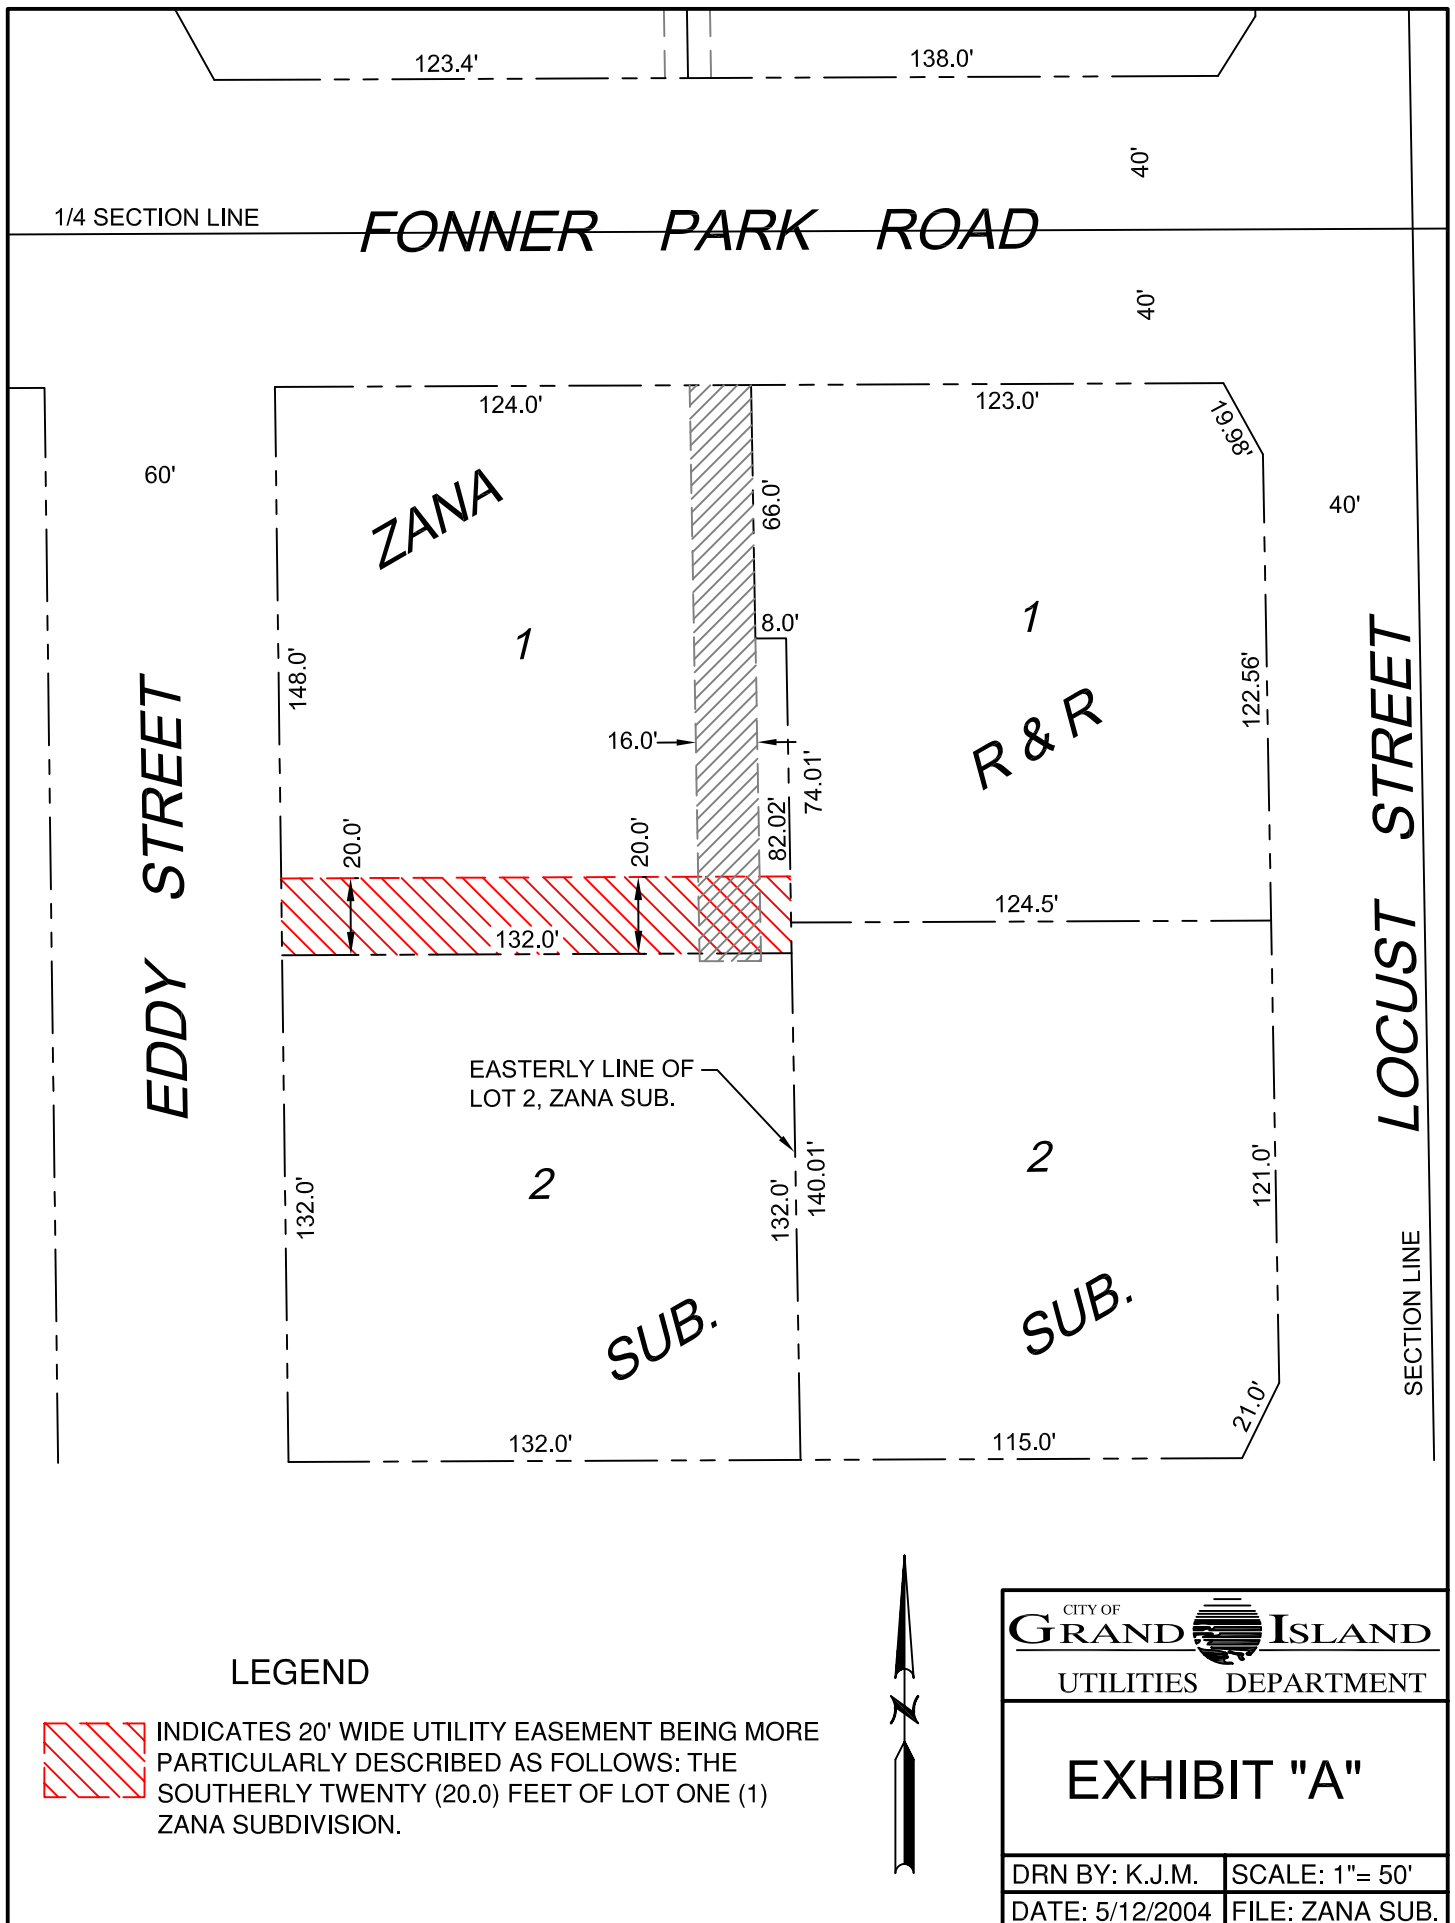 123.4'
138.0'
40'
1/4 SECTION LINE
FONNER PARK ROAD
40'
124.0'
123.0'
19.98'
60'
ZANA
66.0'
40'
1
8.0'
1
148.0'
122.56'
R & R
16.0'
74.01'
82.02'
20.0'
20.0'
EDDY STREET
LOCUST STREET
124.5'
132.0'
EASTERLY LINE OF
LOT 2, ZANA SUB.
2
2
132.0'
132.0'
140.01'
121.0'
SECTION LINE
SUB.
SUB.
21.0'
132.0'
115.0'
LEGEND
INDICATES 20' WIDE UTILITY EASEMENT BEING MORE
PARTICULARLY DESCRIBED AS FOLLOWS: THE
SOUTHERLY TWENTY (20.0) FEET OF LOT ONE (1)
ZANA SUBDIVISION.
N
CITY OF
GRAND ISLAND
UTILITIES DEPARTMENT
EXHIBIT "A"
DRN BY: K.J.M.
SCALE: 1"= 50'
DATE: 5/12/2004
FILE: ZANA SUB.